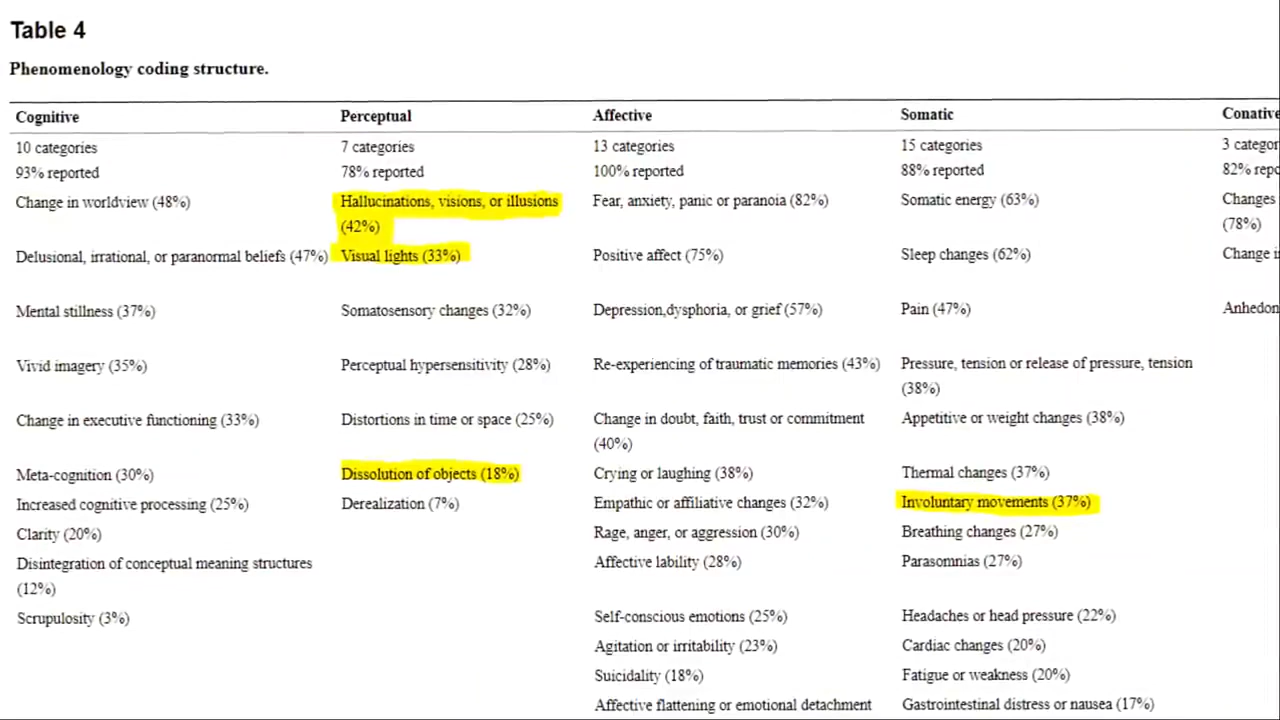 Table 4
Phenomenology coding structure.
Cognitive Perceptual Affective Somatic Conative
10 categories 7 categories 13 categories 15 categories 3 categor
93% reported 78% reported 100% reported 88% reported 82% repo
Change in worldview (48%) Hallucinations, visions, or illusions Fear, anxiety, panic or paranoia (82%) Somatic energy (63%) Changes
(42%) (78%)
Delusional, irrational, or paranormal beliefs (47%) Visual lights (33%) Positive affect (75%) Sleep changes (62%) Change i
Mental stillness (37%) Somatosensory changes (32%) Depression,dysphoria, or grief (57%) Pain (47%) Anhedon
Vivid imagery (35%) Perceptual hypersensitivity (28%) Re-experiencing of traumatic memories (43%) Pressure, tension or release of pressure, tension
(38%)
Change in executive functioning (33%) Distortions in time or space (25%) Change in doubt, faith, trust or commitment Appetitive or weight changes (38%)
(40%)
Meta-cognition (30%) Dissolution of objects (18%) Crying or laughing (38%) Thermal changes (37%)
Increased cognitive processing (25%) Derealization (7%) Empathic or affiliative changes (32%) Involuntary movements (37%)
Clarity (20%) Rage, anger, or aggression (30%) Breathing changes (27%)
Disintegration of conceptual meaning structures Affective lability (28%) Parasomnias (27%)
(12%)
Scrupulosity (3%) Self-conscious emotions (25%) Headaches or head pressure (22%)
Agitation or irritability (23%) Cardiac changes (20%)
Suicidality (18%) Fatigue or weakness (20%)
Affective flattening or emotional detachment Gastrointestinal distress or nausea (17%)